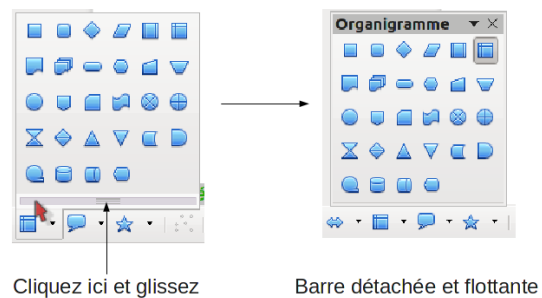 Organigramme
Cliquez ici et glissez
Barre détachée et flottante